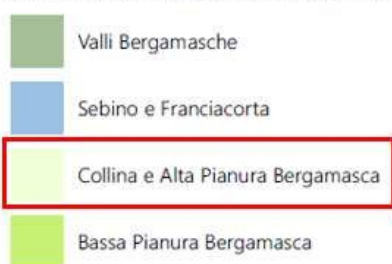 Valli Bergamasche
Sebino e Franciacorta
Collina e Alta Pianura Bergamasca
Bassa Pianura Bergamasca